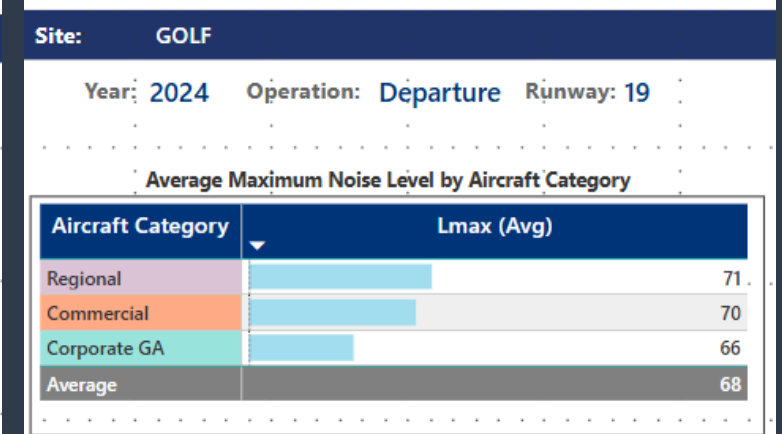 Site: GOLF
Year: 2024 Operation: Departure Runway: 19
Average Maximum Noise Level by Aircraft Category
Aircraft Category Lmax (Avg)
Regional 71
Commercial 70
Corporate GA 66
Average 68